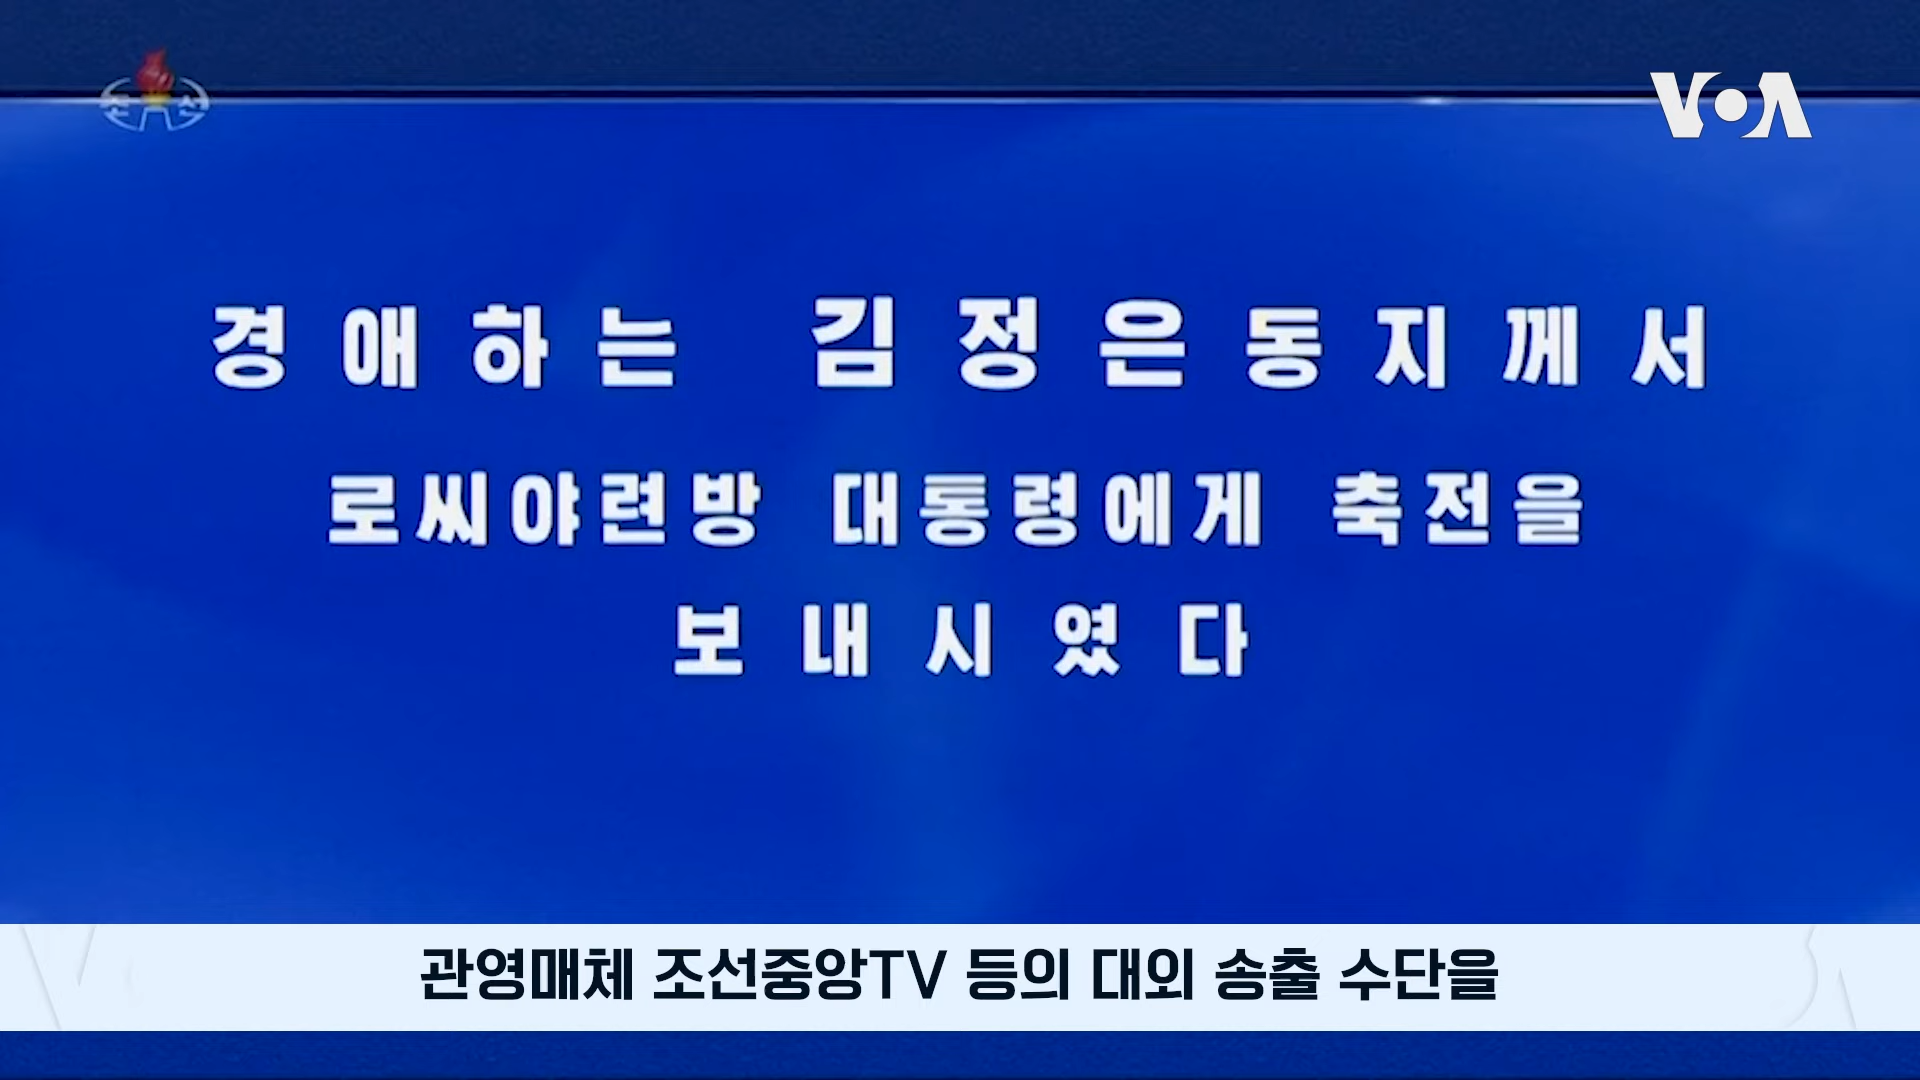 조선
VOA
경애하는 김정은동지께서
로씨야련방 대통령에게 축전을
보내시였다
관영매체 조선중앙TV 등의 대외 송출 수단을